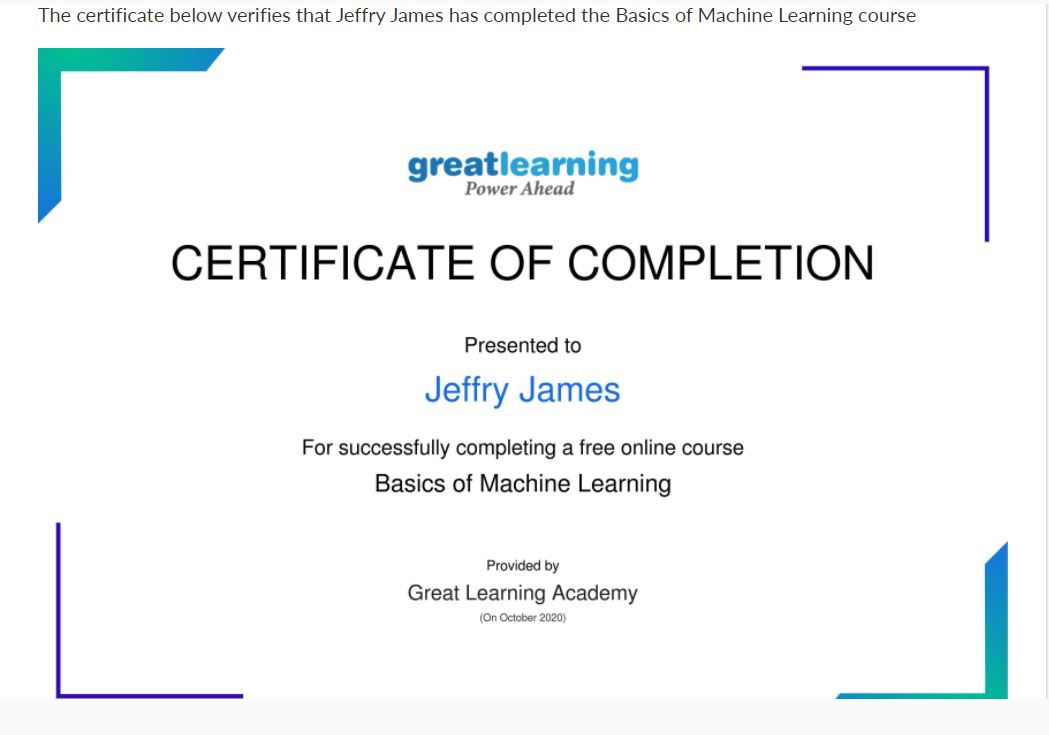 The certificate below verifies that Jeffry James has completed the Basics of Machine Learning course
greatlearning
Power Ahead
CERTIFICATE OF COMPLETION
Presented to
Jeffry James
For successfully completing a free online course
Basics of Machine Learning
Provided by
Great Learning Academy
(On October 2020)